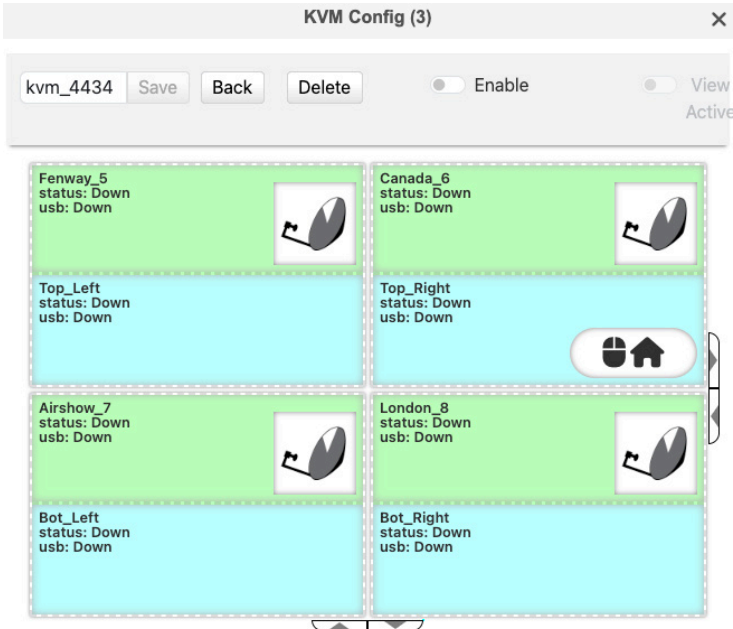 KVM Config (3)
kvm_4434 Save Back Delete Enable View
Active
Fenway_5
status: Down
usb: Down
Canada_6
status: Down
usb: Down
Top_Left
status: Down
usb: Down
Top_Right
status: Down
usb: Down
Airshow_7
status: Down
usb: Down
London_8
status: Down
usb: Down
Bot_Left
status: Down
usb: Down
Bot_Right
status: Down
usb: Down